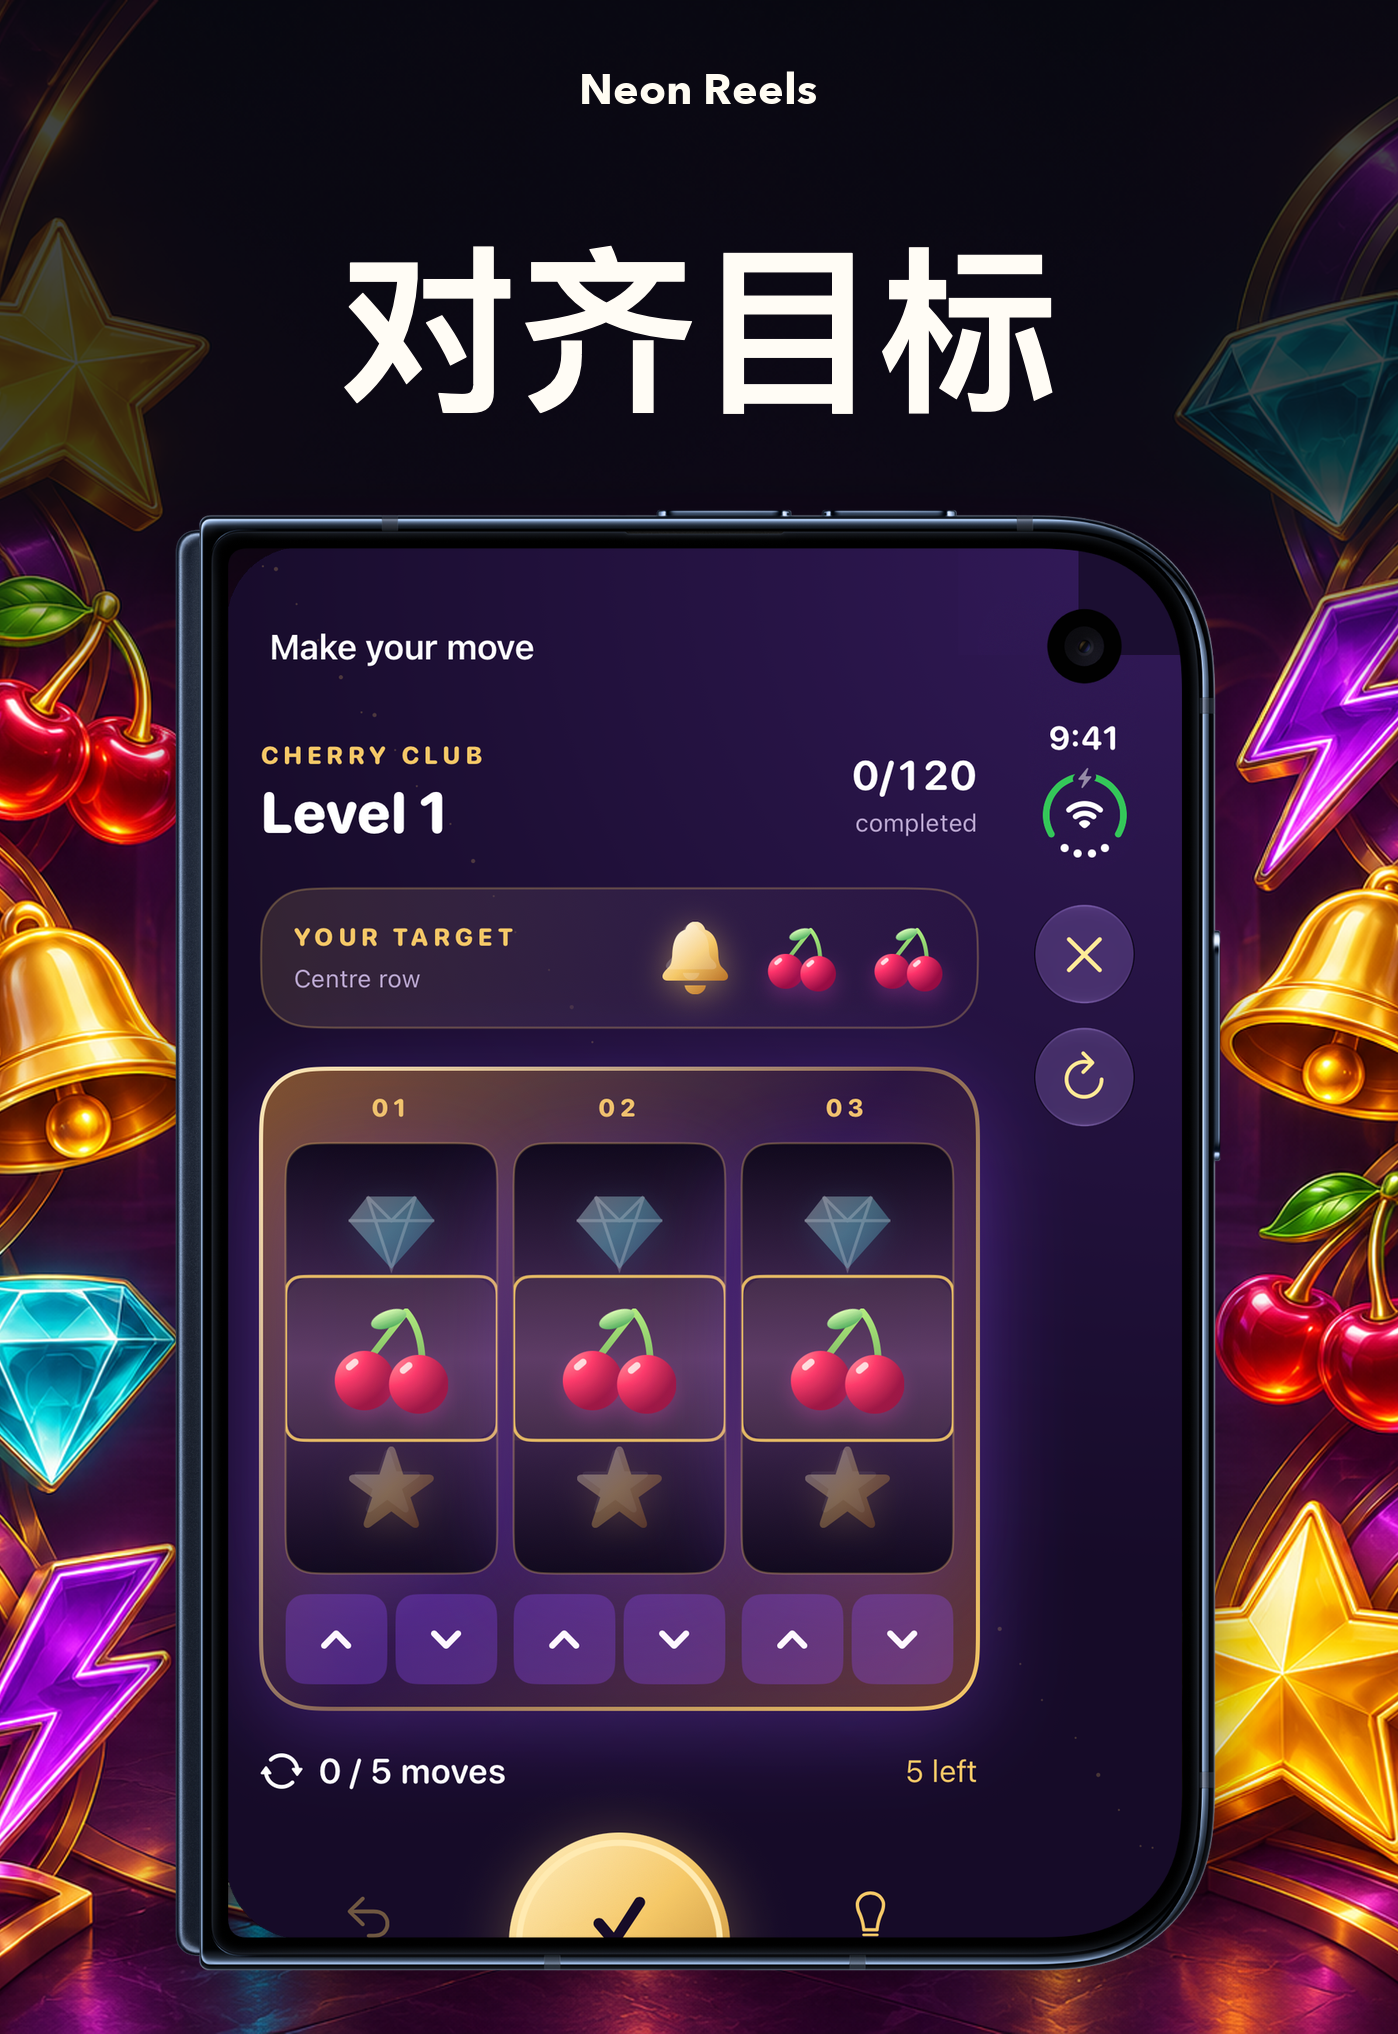 Neon Reels
对齐目标
Make your move
9:41
CHERRY CLUB
Level 1
0/120
completed
YOUR TARGET
Centre row
01 02 03
0 / 5 moves
5 left